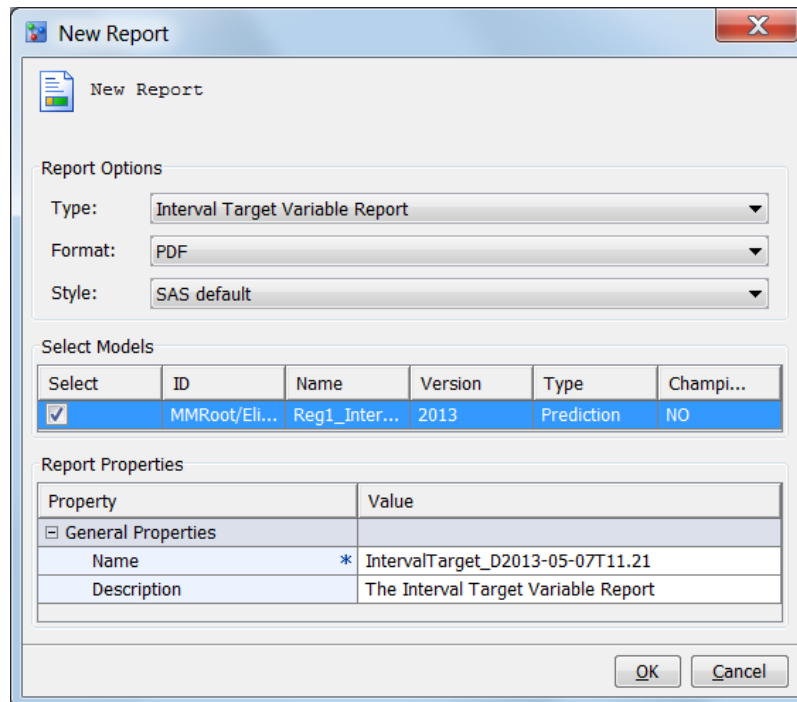 New Report
New Report
Report Options
Type: Interval Target Variable Report
Format: PDF
Style: SAS default
Select Models
Select ID Name Version Type Champi...
MMRoot/Eli... Reg1_Inter... 2013 Prediction NO
Report Properties
Property Value
General Properties
Name * IntervalTarget_D2013-05-07T11.21
Description The Interval Target Variable Report
OK Cancel